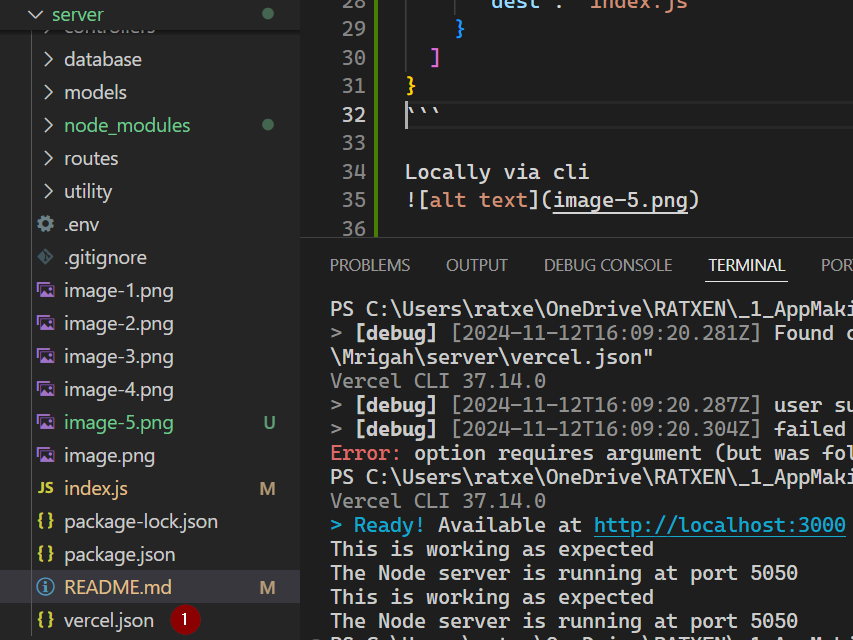 server
controllers
database
models
node_modules
routes
utility
.env
.gitignore
image-1.png
image-2.png
image-3.png
image-4.png
image-5.png U
image.png
JS index.js M
{} package-lock.json
{} package.json
README.md M
{} vercel.json 1
28 "dest": "index.js"
29 }
30 ]
31 }
32 ```
33
34 Locally via cli
35 ![alt text](image-5.png)
36
PROBLEMS OUTPUT DEBUG CONSOLE TERMINAL POR
PS C:\Users\ratxe\OneDrive\RATXEN\_1_AppMaki
> [debug] [2024-11-12T16:09:20.281Z] Found c
\Mrigah\server\vercel.json"
Vercel CLI 37.14.0
> [debug] [2024-11-12T16:09:20.287Z] user su
> [debug] [2024-11-12T16:09:20.304Z] failed
Error: option requires argument (but was fol
PS C:\Users\ratxe\OneDrive\RATXEN\_1_AppMaki
Vercel CLI 37.14.0
> Ready! Available at http://localhost:3000
This is working as expected
The Node server is running at port 5050
This is working as expected
The Node server is running at port 5050